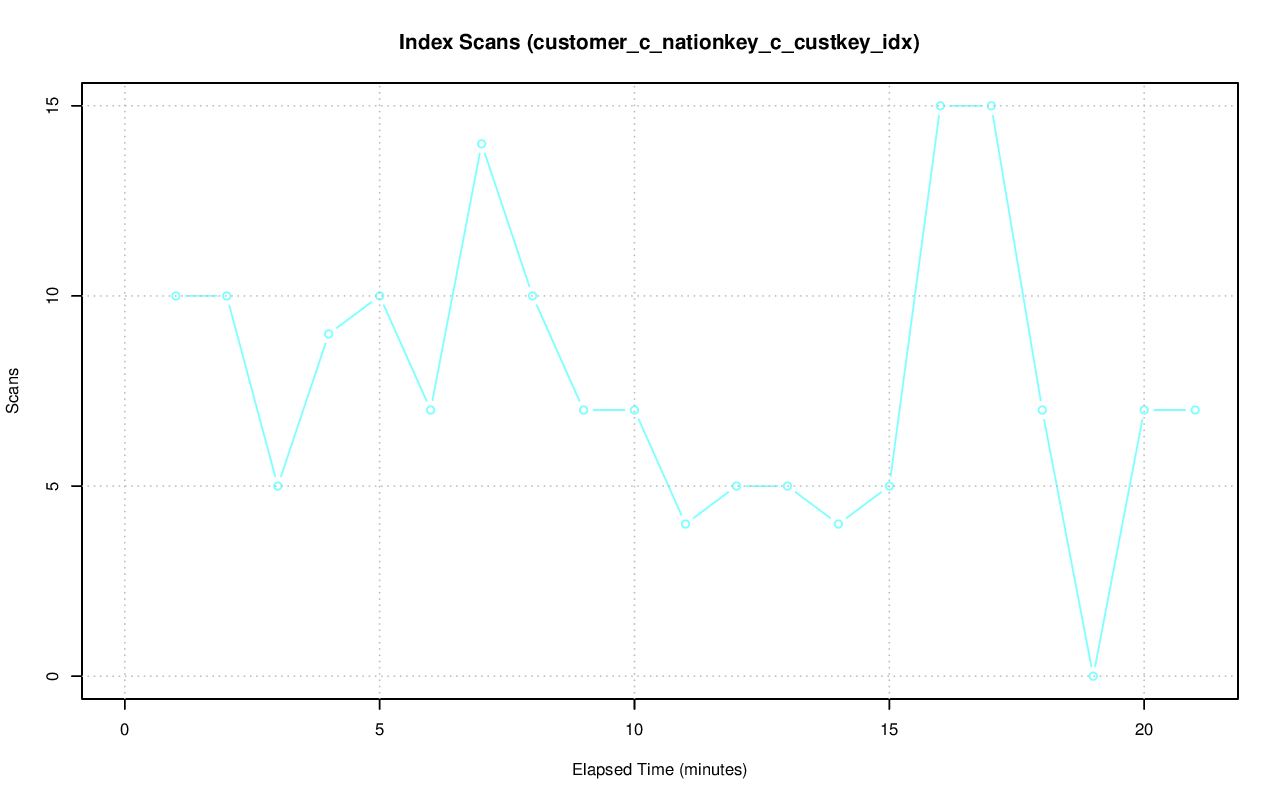 Index Scans (customer_c_nationkey_c_custkey_idx)
15
10
5
0
Scans
0 5 10 15 20
Elapsed Time (minutes)